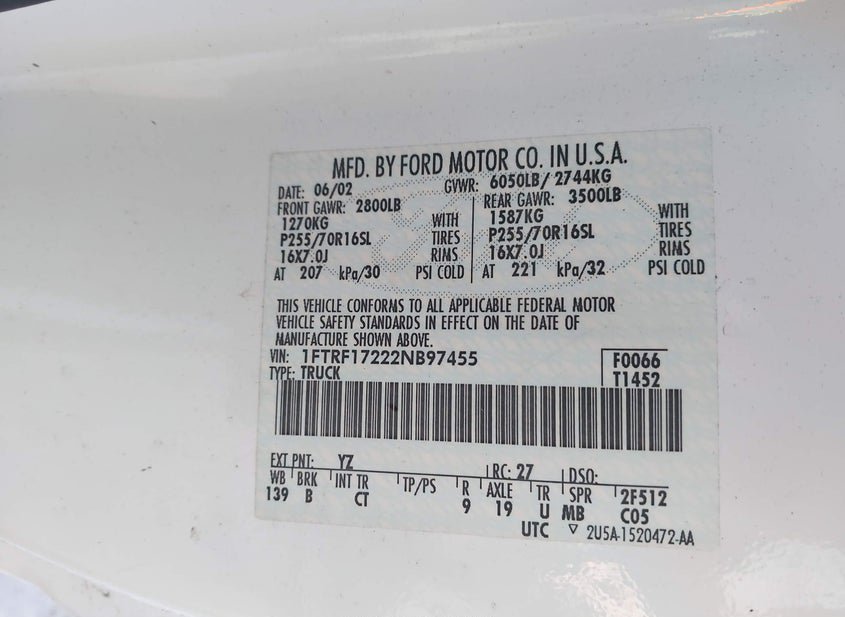 MFD. BY FORD MOTOR CO. IN U.S.A.
DATE: 06/02 GVWR: 6050LB/ 2744KG
FRONT GAWR: 2800LB REAR GAWR: 3500LB
1270KG WITH 1587KG WITH
P255/70R16SL TIRES P255/70R16SL TIRES
16X7.0J RIMS 16X7.0J RIMS
AT 207 kPa/30 PSI COLD AT 221 kPa/32 PSI COLD
THIS VEHICLE CONFORMS TO ALL APPLICABLE FEDERAL MOTOR
VEHICLE SAFETY STANDARDS IN EFFECT ON THE DATE OF
MANUFACTURE SHOWN ABOVE.
VIN: 1FTRF17222NB97455 F0066
TYPE: TRUCK T1452
EXT PNT: YZ RC: 27 DSO:
WB BRK INT TR TP/PS R AXLE TR SPR 2F512
139 B CT 9 19 U MB C05
UTC ▽ 2U5A-1520472-AA